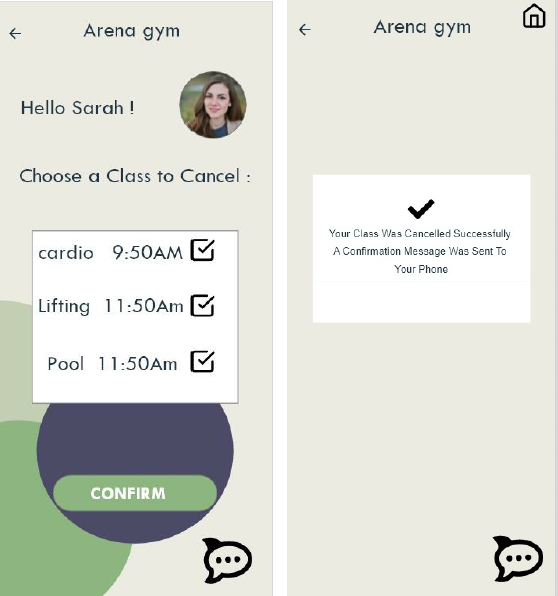 Arena gym
Hello Sarah !
Choose a Class to Cancel :
cardio 9:50AM
Lifting 11:50Am
Pool 11:50Am
CONFIRM
Arena gym
Your Class Was Cancelled Successfully
A Confirmation Message Was Sent To
Your Phone